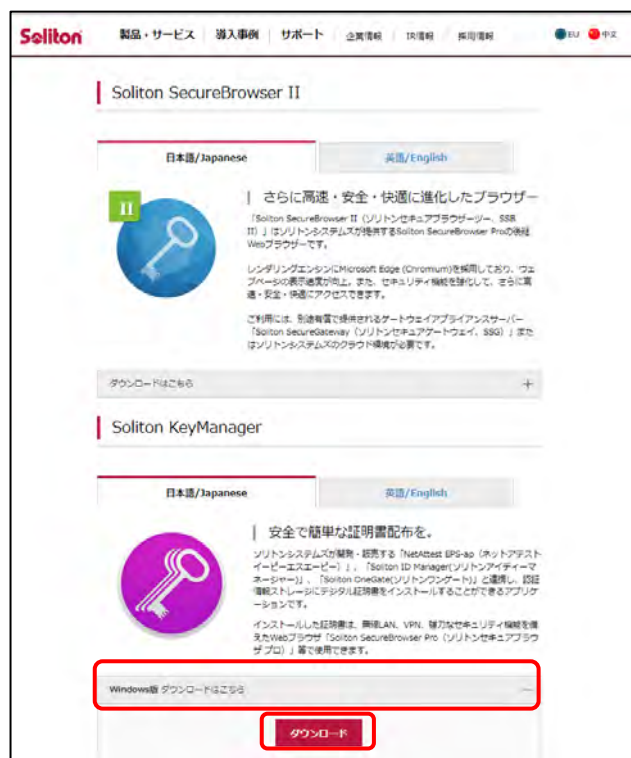 Soliton
製品・サービス 導入事例 サポート 企業情報 IR情報 採用情報 EU 中文
Soliton SecureBrowser II
日本語/Japanese 英語/English
II
さらに高速・安全・快適に進化したブラウザー
「Soliton SecureBrowser II（ソリトンセキュアブラウザーツー、SSB
II）」はソリトンシステムズが提供するSoliton SecureBrowser Proの後継
Webブラウザーです。
レンダリングエンジンにMicrosoft Edge (Chromium)を採用しており、ウェ
ブページの表示速度が向上。また、セキュリティ機能を強化して、さらに高
速・安全・快適にアクセスできます。
ご利用には、別途有償で提供されるゲートウェイアプライアンスサーバー
「Soliton SecureGateway（ソリトンセキュアゲートウェイ、SSG）」また
はソリトンシステムズのクラウド環境が必要です。
ダウンロードはこちら +
Soliton KeyManager
日本語/Japanese 英語/English
安全で簡単な証明書配布を。
ソリトンシステムズが開発・販売する「NetAttest EPS-ap（ネットアテスト
イーピーエスエーピー）」、「Soliton ID Manager(ソリトンアイディーマ
ネージャー)」、「Soliton OneGate(ソリトンワンゲート)」と連携し、認証
情報ストレージにデジタル証明書をインストールすることができるアプリケ
ーションです。
インストールした証明書は、無線LAN、VPN、強力なセキュリティ機能を備
えたWebブラウザ「Soliton SecureBrowser Pro（ソリトンセキュアブラウ
ザ プロ）」等で使用できます。
Windows版 ダウンロードはこちら —
ダウンロード